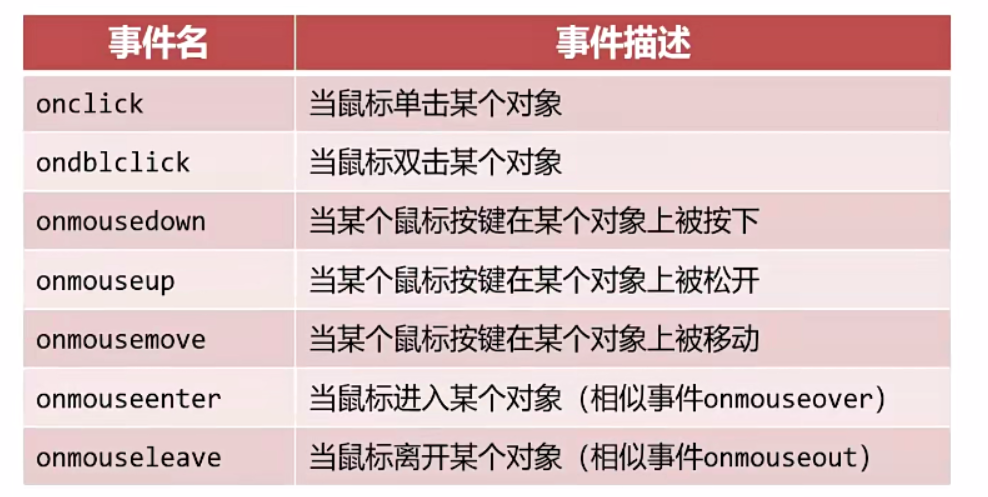 事件名 事件描述
onclick 当鼠标单击某个对象
ondblclick 当鼠标双击某个对象
onmousedown 当某个鼠标按键在某个对象上被按下
onmouseup 当某个鼠标按键在某个对象上被松开
onmousemove 当某个鼠标按键在某个对象上被移动
onmouseenter 当鼠标进入某个对象（相似事件onmouseover）
onmouseleave 当鼠标离开某个对象（相似事件onmouseout）